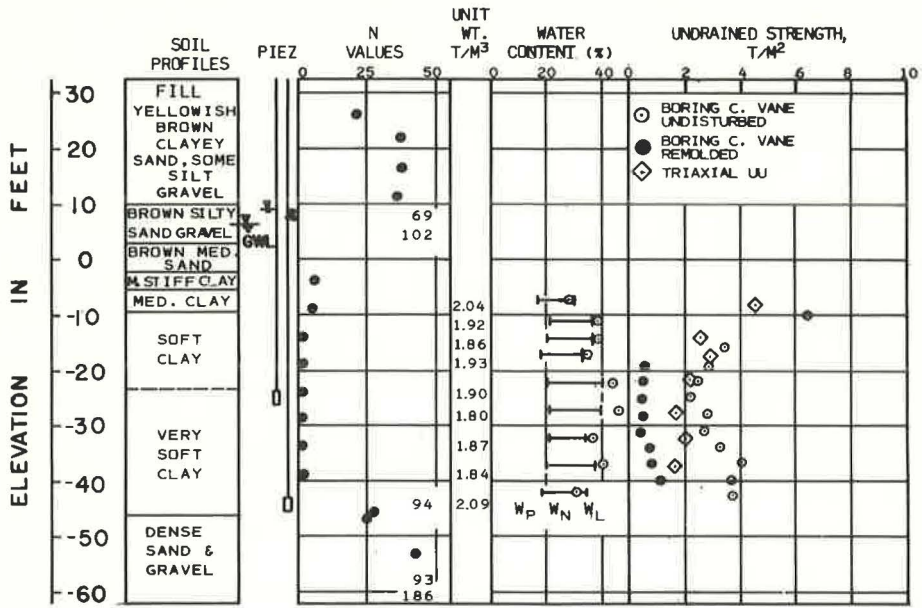 SOIL PROFILES
PIEZ
N VALUES
UNIT WT. T/M³
WATER CONTENT (%)
UNDRAINED STRENGTH, T/M²
0 25 50
0 20 40
0 2 4 6 8 10
ELEVATION IN FEET
30
20
10
0
-10
-20
-30
-40
-50
-60
FILL
YELLOWISH
BROWN
CLAYEY
SAND, SOME
SILT
GRAVEL
BROWN SILTY
SAND GRAVEL
BROWN MED.
SAND
M.STIFF CLAY
MED. CLAY
SOFT
CLAY
VERY
SOFT
CLAY
DENSE
SAND &
GRAVEL
GWL
69
102
94
93
186
2.04
1.92
1.86
1.93
1.90
1.80
1.87
1.84
2.09
WP WN WL
BORING C. VANE
UNDISTURBED
BORING C. VANE
REMOLDED
TRIAXIAL UU